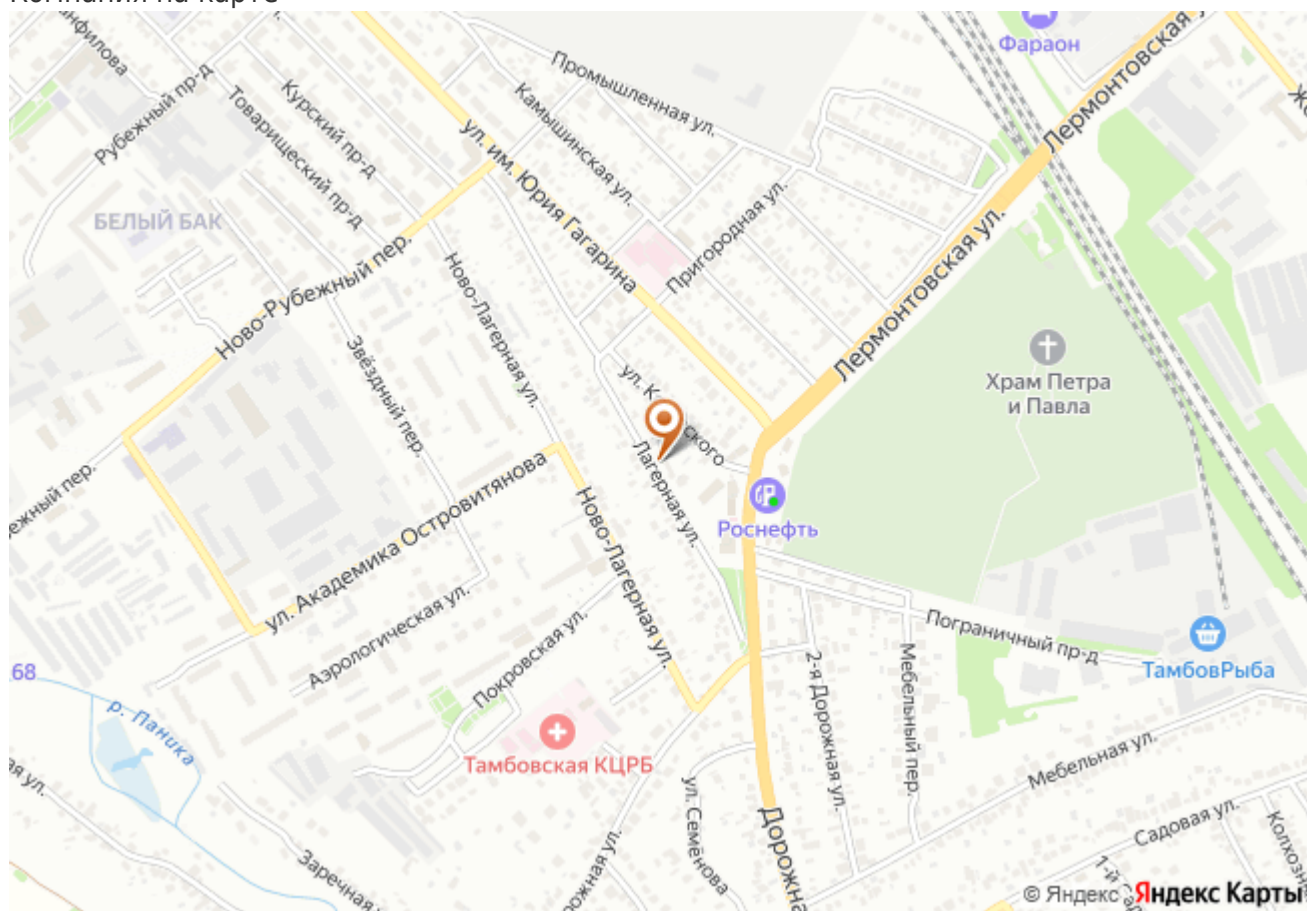 Компания на карте
Фараон
Лермонтовская
Промышленная ул.
Рубежный пр-д
Товарищеский пр-д
Курский пр-д
Камышинская ул.
ул. им. Юрия Гагарина
БЕЛЫЙ БАК
Пригородная ул.
Ново-Рубежный пер.
Ново-Лагерная ул.
Лермонтовская ул.
Звёздный пер.
Храм Петра
и Павла
Лагерная ул.
Роснефть
ул. Академика Островитянова
Ново-Лагерная ул.
Аэрологическая ул.
Покровская ул.
Пограничный пр-д
ТамбовРыба
68
р. Паника
2-я Дорожная ул.
Мебельный пер.
Тамбовская КЦРБ
Мебельная ул.
ул. Семёнова
Садовая ул.
Заречная
© Яндекс Яндекс Карты